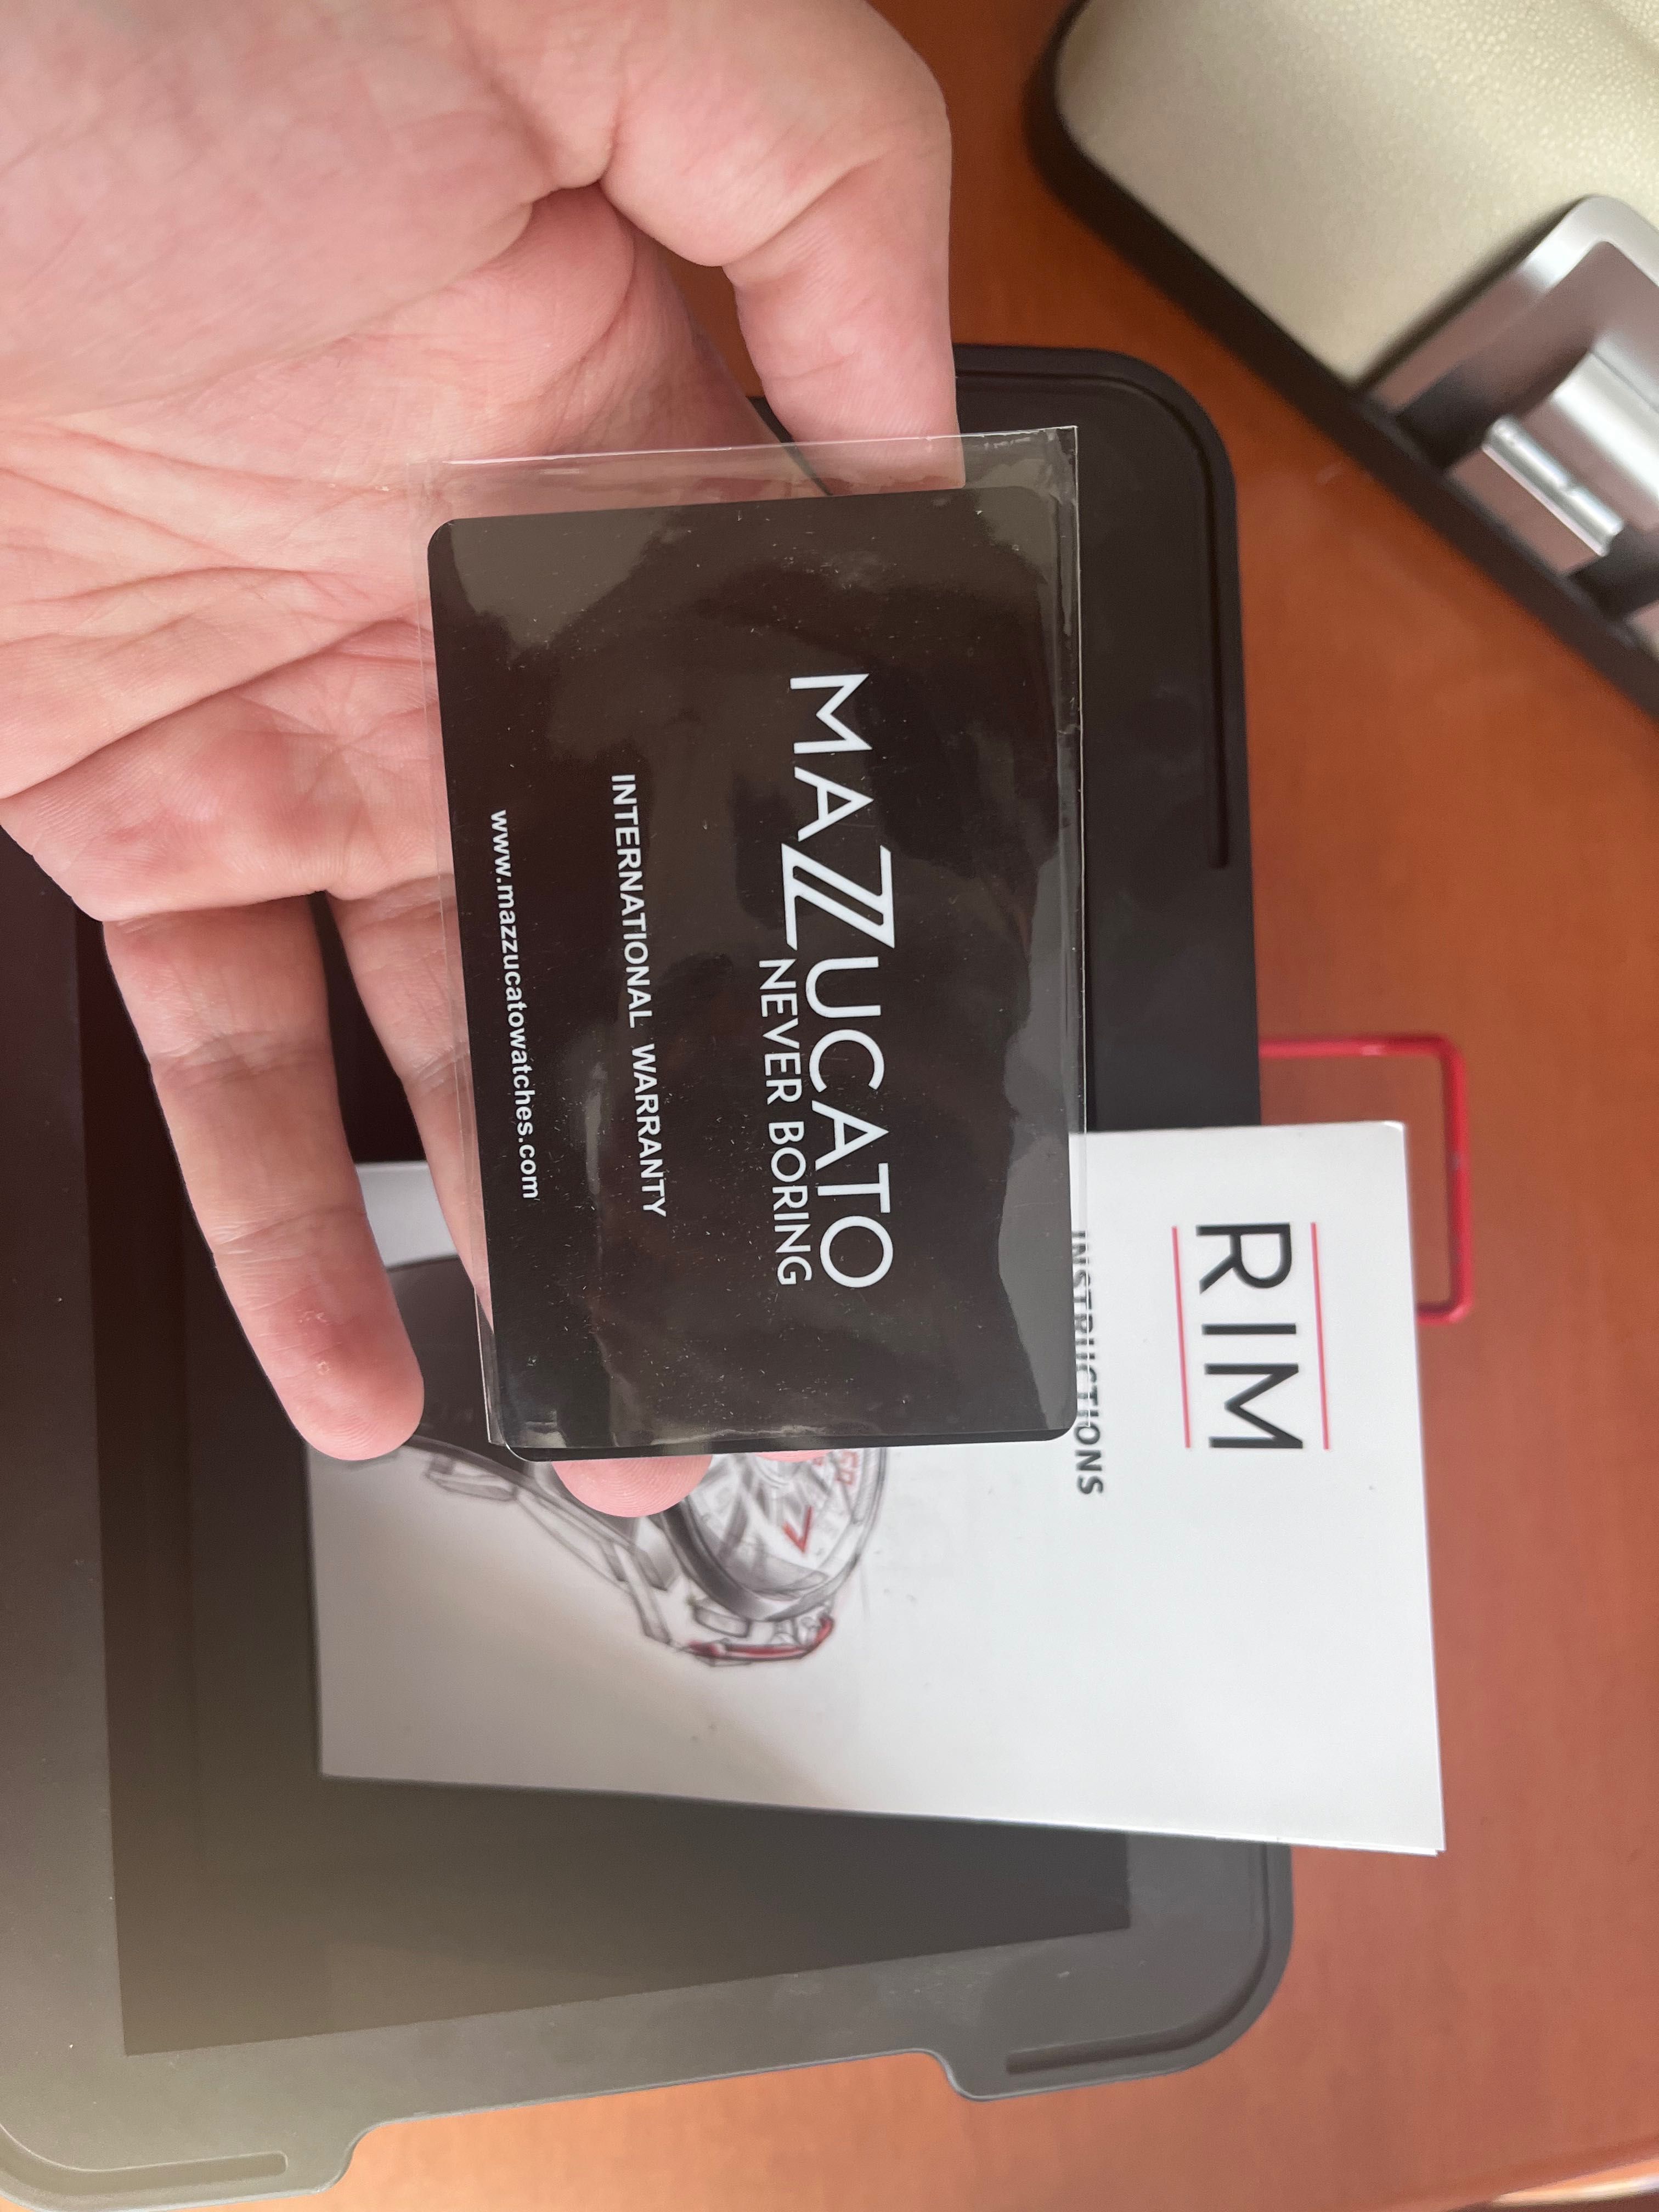 MAZZUCATO
NEVER BORING
INTERNATIONAL WARRANTY
www.mazzucatowatches.com
RIM
INSTRUCTIONS